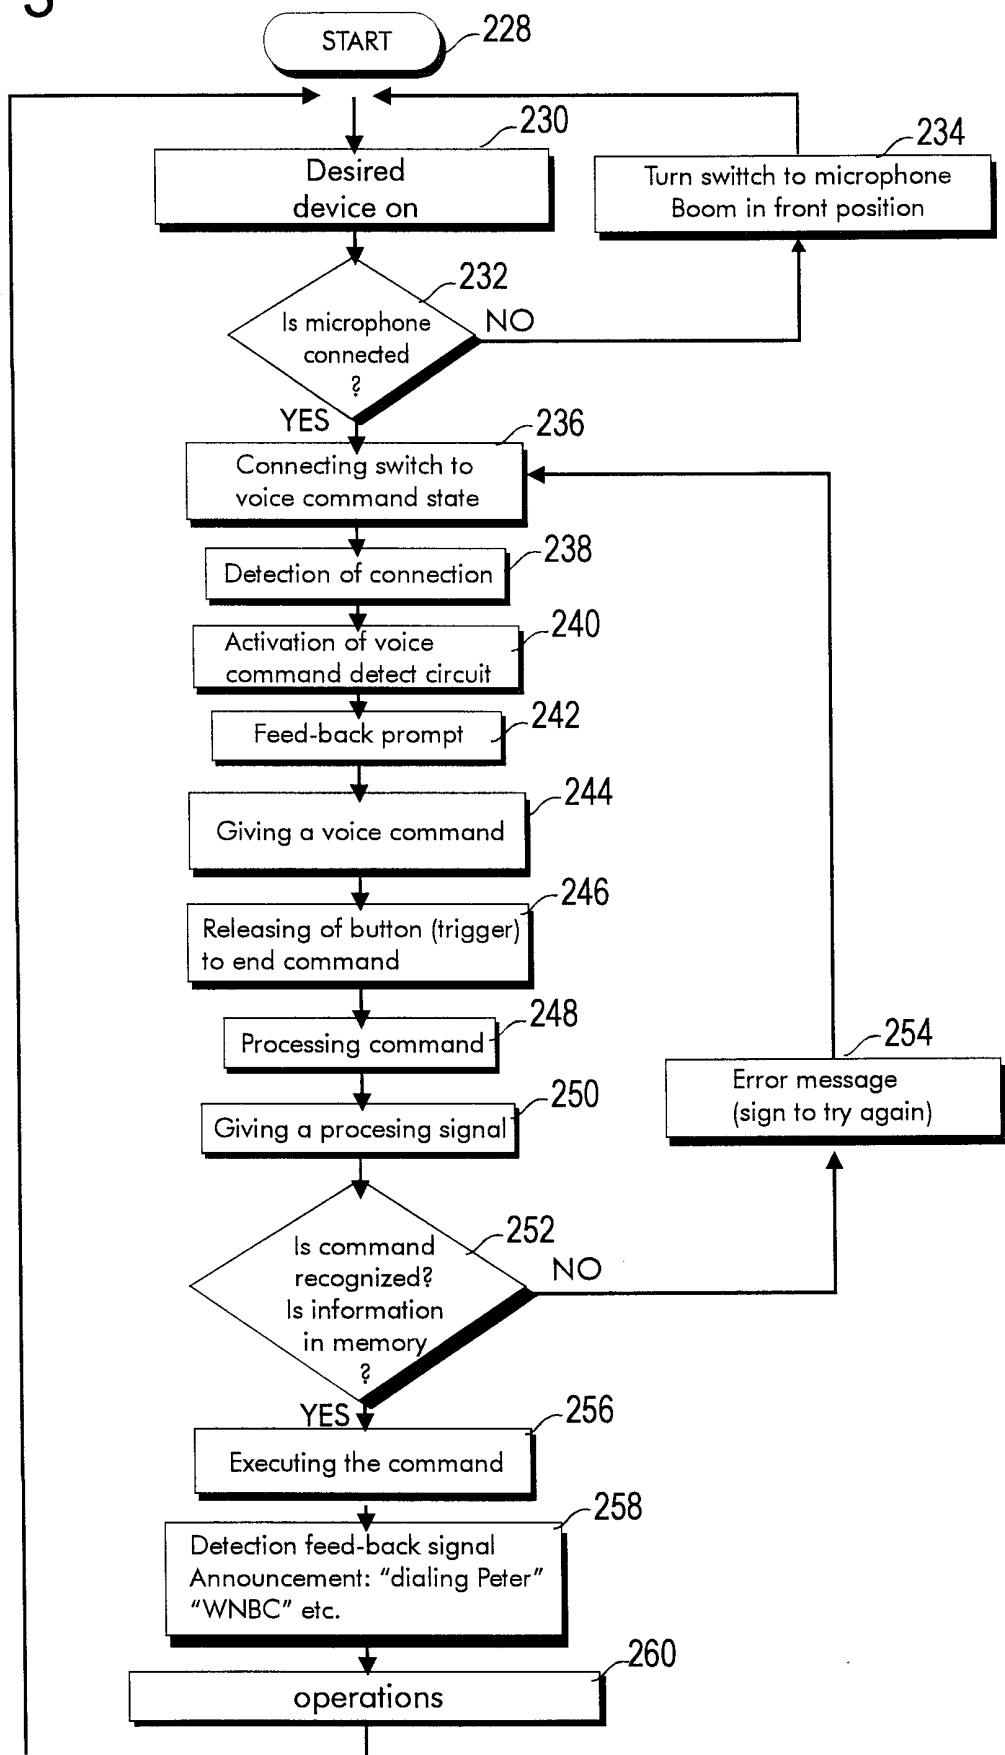 START
228
230
Desired
device on
234
Turn swittch to microphone
Boom in front position
232
Is microphone
connected
?
NO
YES
236
Connecting switch to
voice command state
238
Detection of connection
240
Activation of voice
command detect circuit
242
Feed-back prompt
244
Giving a voice command
246
Releasing of button (trigger)
to end command
248
Processing command
254
Error message
(sign to try again)
250
Giving a procesing signal
252
Is command
recognized?
Is information
in memory
?
NO
YES
256
Executing the command
258
Detection feed-back signal
Announcement: “dialing Peter”
“WNBC” etc.
260
operations